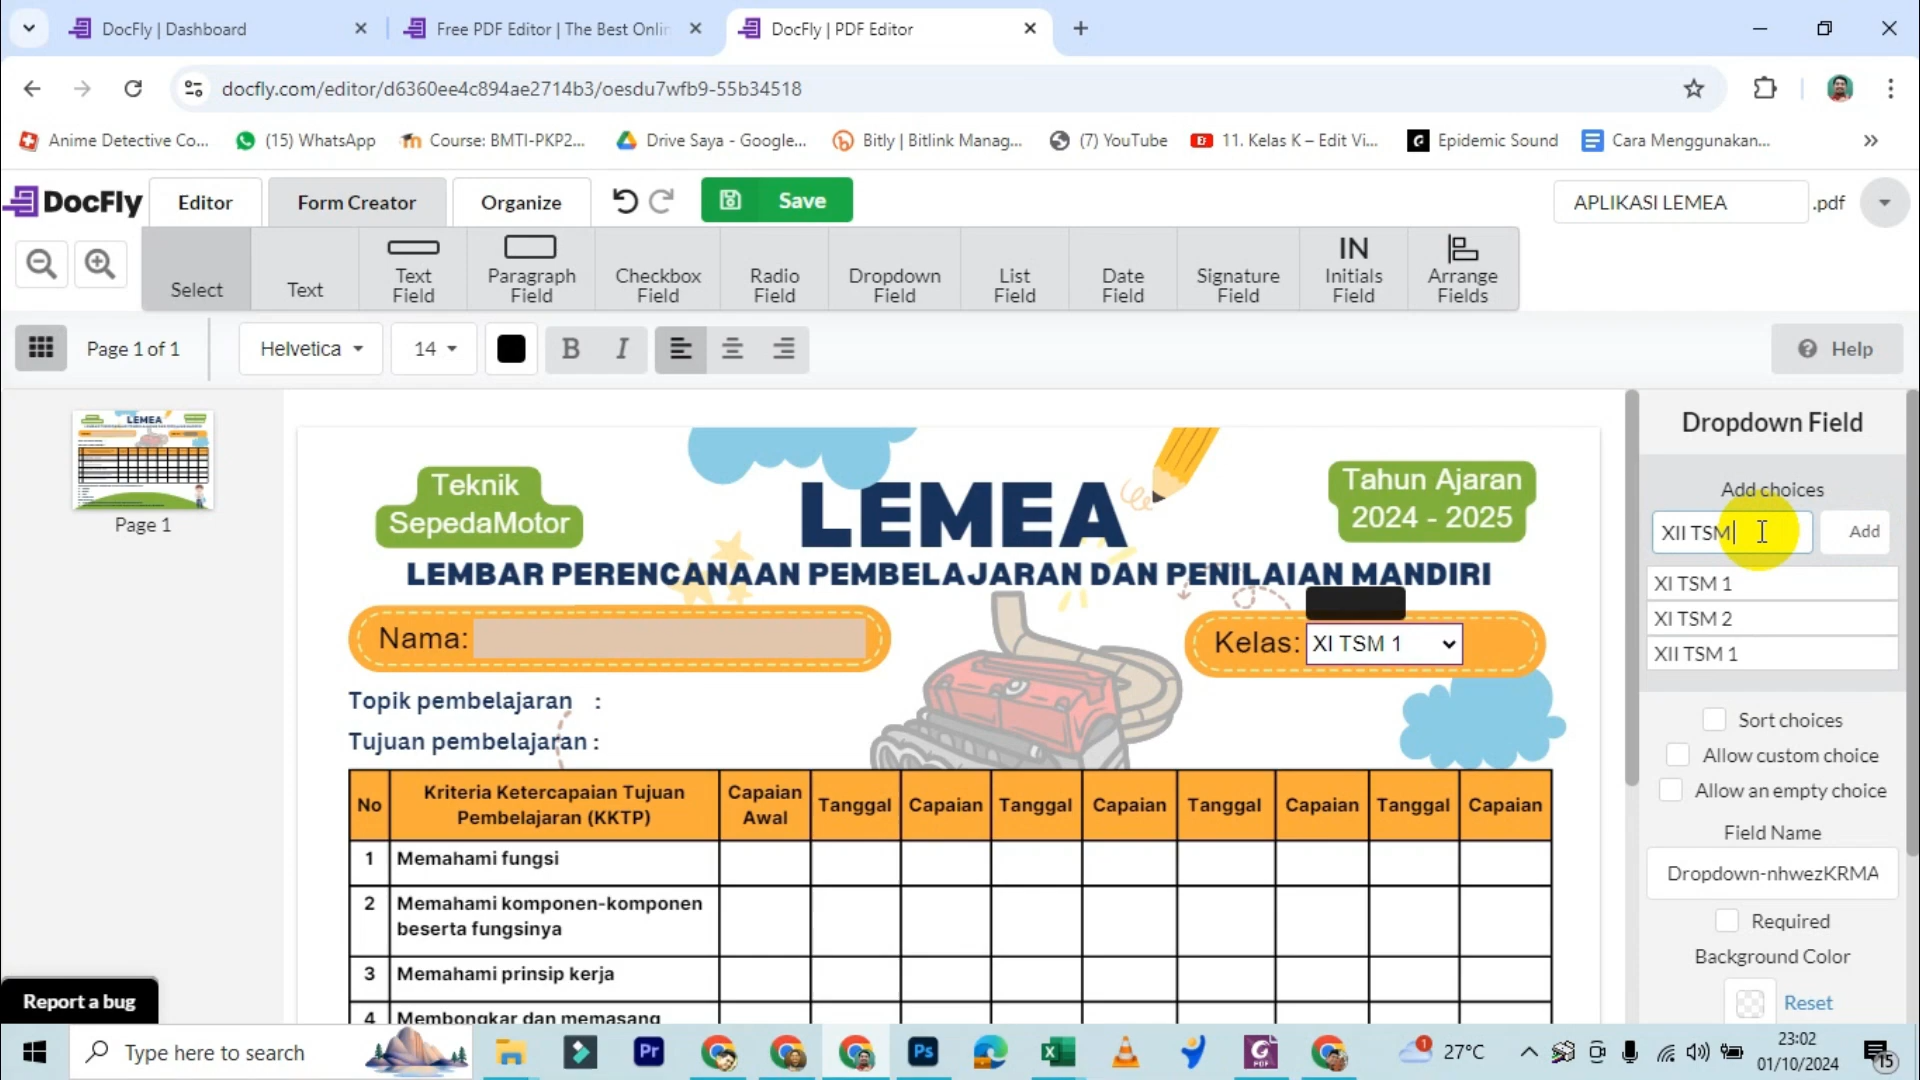 DocFly | Dashboard
Free PDF Editor | The Best Onlin
DocFly | PDF Editor
docfly.com/editor/d6360ee4c894ae2714b3/oesdu7wfb9-55b34518
Anime Detective Co...
(15) WhatsApp
Course: BMTI-PKP2...
Drive Saya - Google...
Bitly | Bitlink Manag...
(7) YouTube
11. Kelas K – Edit Vi...
Epidemic Sound
Cara Menggunakan...
DocFly
Editor
Form Creator
Organize
Save
APLIKASI LEMEA
.pdf
Select
Text
Text Field
Paragraph Field
Checkbox Field
Radio Field
Dropdown Field
List Field
Date Field
Signature Field
IN
Initials Field
Arrange Fields
Page 1 of 1
Helvetica
14
B
I
Help
Page 1
Teknik
SepedaMotor
LEMEA
Tahun Ajaran
2024 - 2025
LEMBAR PERENCANAAN PEMBELAJARAN DAN PENILAIAN MANDIRI
Nama:
Kelas: XI TSM 1
Topik pembelajaran :
Tujuan pembelajaran :
No
Kriteria Ketercapaian Tujuan
Pembelajaran (KKTP)
Capaian
Awal
Tanggal
Capaian
Tanggal
Capaian
Tanggal
Capaian
Tanggal
Capaian
1 Memahami fungsi
2 Memahami komponen-komponen
beserta fungsinya
3 Memahami prinsip kerja
4 Membongkar dan memasang
Dropdown Field
Add choices
XII TSM
Add
XI TSM 1
XI TSM 2
XII TSM 1
Sort choices
Allow custom choice
Allow an empty choice
Field Name
Dropdown-nhwezKRMA
Required
Background Color
Reset
Report a bug
Type here to search
Pr
Ps
27°C
23:02
01/10/2024
15